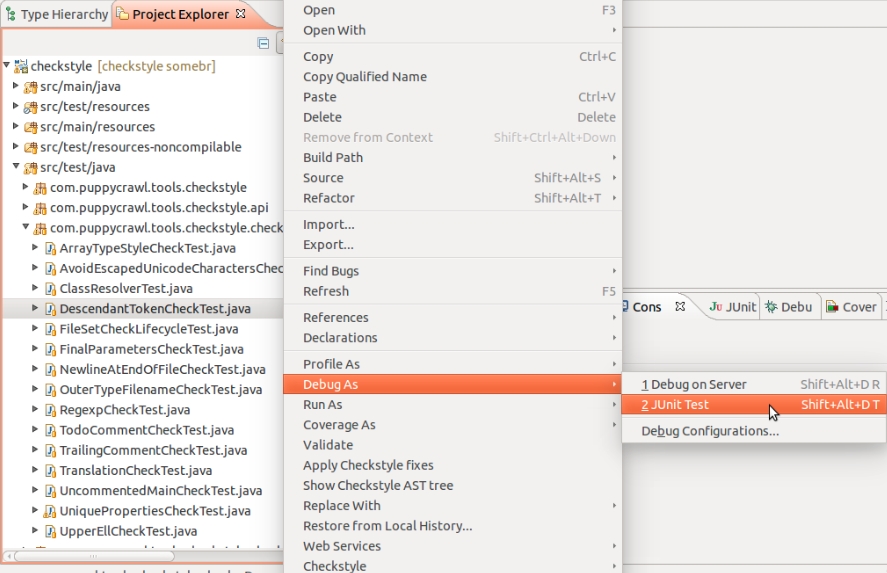 Type Hierarchy
Project Explorer
checkstyle [checkstyle somebr]
src/main/java
src/test/resources
src/main/resources
src/test/resources-noncompilable
src/test/java
com.puppycrawl.tools.checkstyle
com.puppycrawl.tools.checkstyle.api
com.puppycrawl.tools.checkstyle.check
ArrayTypeStyleCheckTest.java
AvoidEscapedUnicodeCharactersChec
ClassResolverTest.java
DescendantTokenCheckTest.java
FileSetCheckLifecycleTest.java
FinalParametersCheckTest.java
NewlineAtEndOfFileCheckTest.java
OuterTypeFilenameCheckTest.java
RegexpCheckTest.java
TodoCommentCheckTest.java
TrailingCommentCheckTest.java
TranslationCheckTest.java
UncommentedMainCheckTest.java
UniquePropertiesCheckTest.java
UpperEllCheckTest.java
Open F3
Open With
Copy Ctrl+C
Copy Qualified Name
Paste Ctrl+V
Delete Delete
Remove from Context Shift+Ctrl+Alt+Down
Build Path
Source Shift+Alt+S
Refactor Shift+Alt+T
Import...
Export...
Find Bugs
Refresh F5
References
Declarations
Profile As
Debug As
Run As
Coverage As
Validate
Apply Checkstyle fixes
Show Checkstyle AST tree
Replace With
Restore from Local History...
Web Services
Checkstyle
Cons
JUnit
Debu
Cover
1 Debug on Server Shift+Alt+D R
2 JUnit Test Shift+Alt+D T
Debug Configurations...